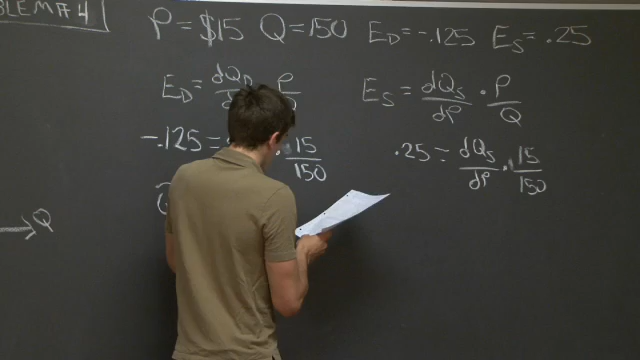 BLEM #4
P = $15 Q = 150 E_D = -.125 E_S = .25
E_D = dQ_D
E_S = dQ_S/dP · P/Q
-.125 = · 15/150
.25 = dQ_S/dP · 15/150
→ Q